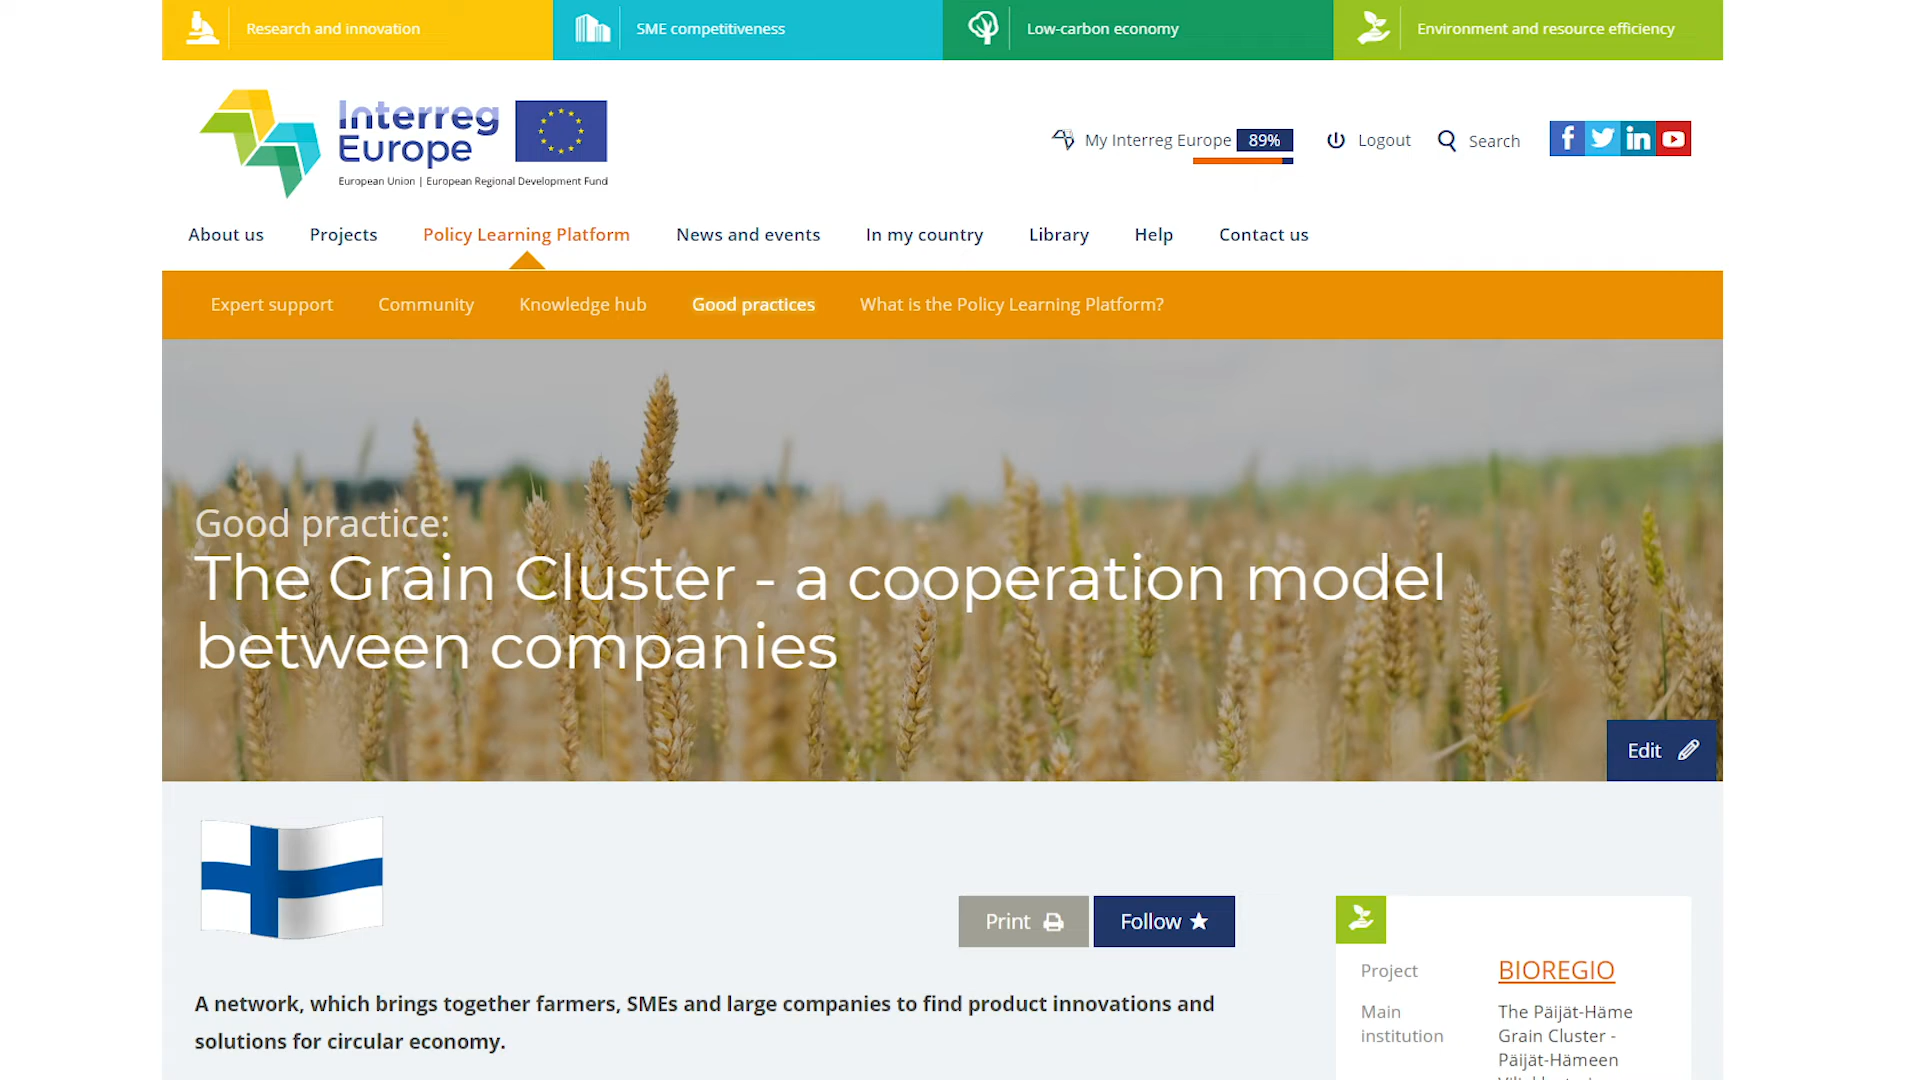 Research and innovation
SME competitiveness
Low-carbon economy
Environment and resource efficiency
Interreg
Europe
European Union | European Regional Development Fund
My Interreg Europe 89%
Logout
Search
About us
Projects
Policy Learning Platform
News and events
In my country
Library
Help
Contact us
Expert support
Community
Knowledge hub
Good practices
What is the Policy Learning Platform?
Good practice:
The Grain Cluster - a cooperation model
between companies
Edit
Print
Follow
A network, which brings together farmers, SMEs and large companies to find product innovations and
solutions for circular economy.
Project
BIOREGIO
Main
institution
The Päijät-Häme
Grain Cluster -
Päijät-Hämeen